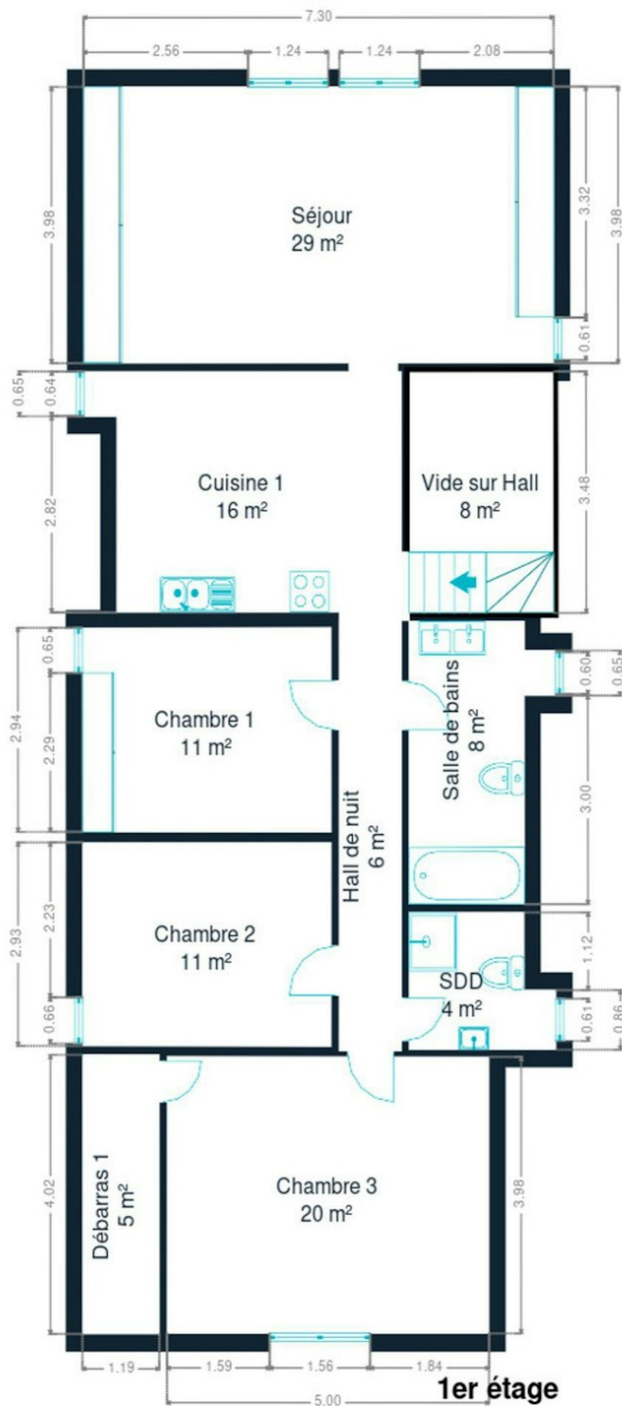 7.30
2.56
1.24
1.24
2.08
3.98
3.32
3.98
Séjour
29 m²
0.61
0.65
0.64
2.82
Cuisine 1
16 m²
Vide sur Hall
8 m²
3.48
0.65
2.94
2.29
Chambre 1
11 m²
Salle de bains
8 m²
0.60
0.65
3.00
Hall de nuit
6 m²
2.93
2.23
0.66
Chambre 2
11 m²
SDD
4 m²
1.12
0.61
0.86
4.02
Débarras 1
5 m²
Chambre 3
20 m²
3.98
1.19
1.59
1.56
1.84
5.00
1er étage